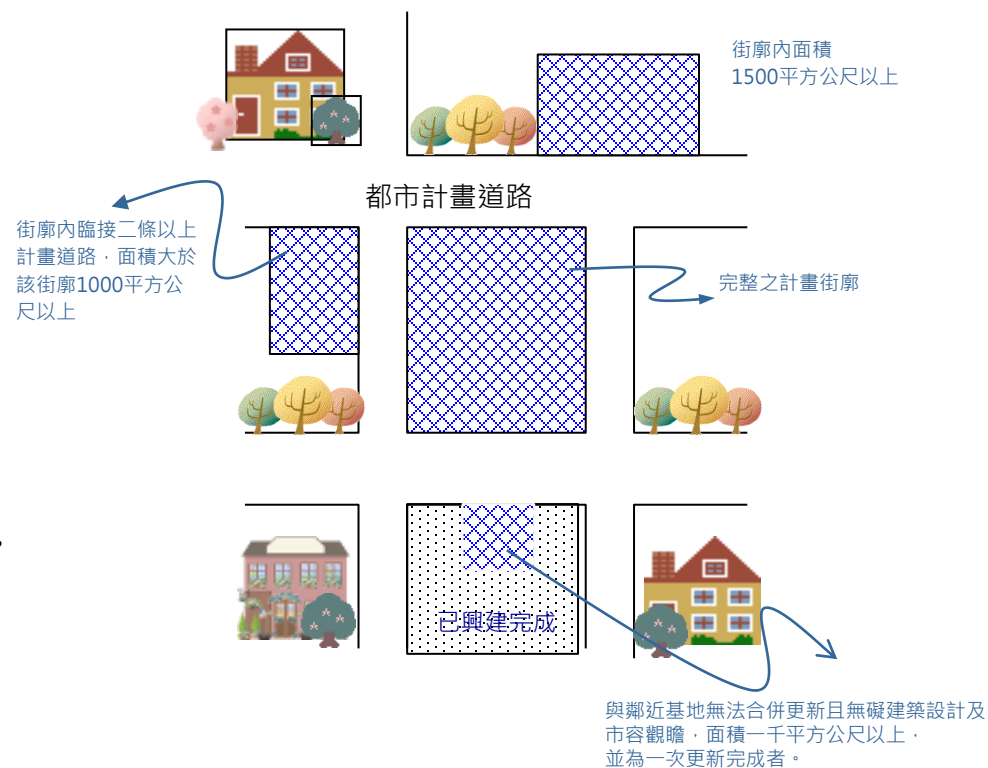 街廓內面積
1500平方公尺以上
都市計畫道路
街廓內臨接二條以上
計畫道路，面積大於
該街廓1000平方公
尺以上
完整之計畫街廓
已興建完成
與鄰近基地無法合併更新且無礙建築設計及
市容觀瞻，面積一千平方公尺以上，
並為一次更新完成者。